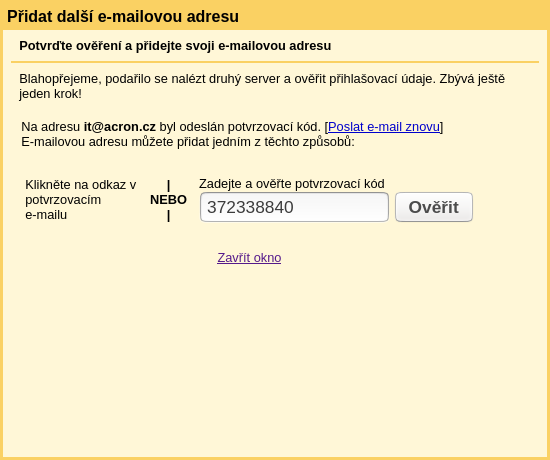 Přidat další e-mailovou adresu
Potvrďte ověření a přidejte svoji e-mailovou adresu
Blahopřejeme, podařilo se nalézt druhý server a ověřit přihlašovací údaje. Zbývá ještě
jeden krok!
Na adresu it@acron.cz byl odeslán potvrzovací kód. [Poslat e-mail znovu]
E-mailovou adresu můžete přidat jedním z těchto způsobů:
Klikněte na odkaz v
potvrzovacím
e-mailu
|
NEBO
|
Zadejte a ověřte potvrzovací kód
372338840
Ověřit
Zavřít okno